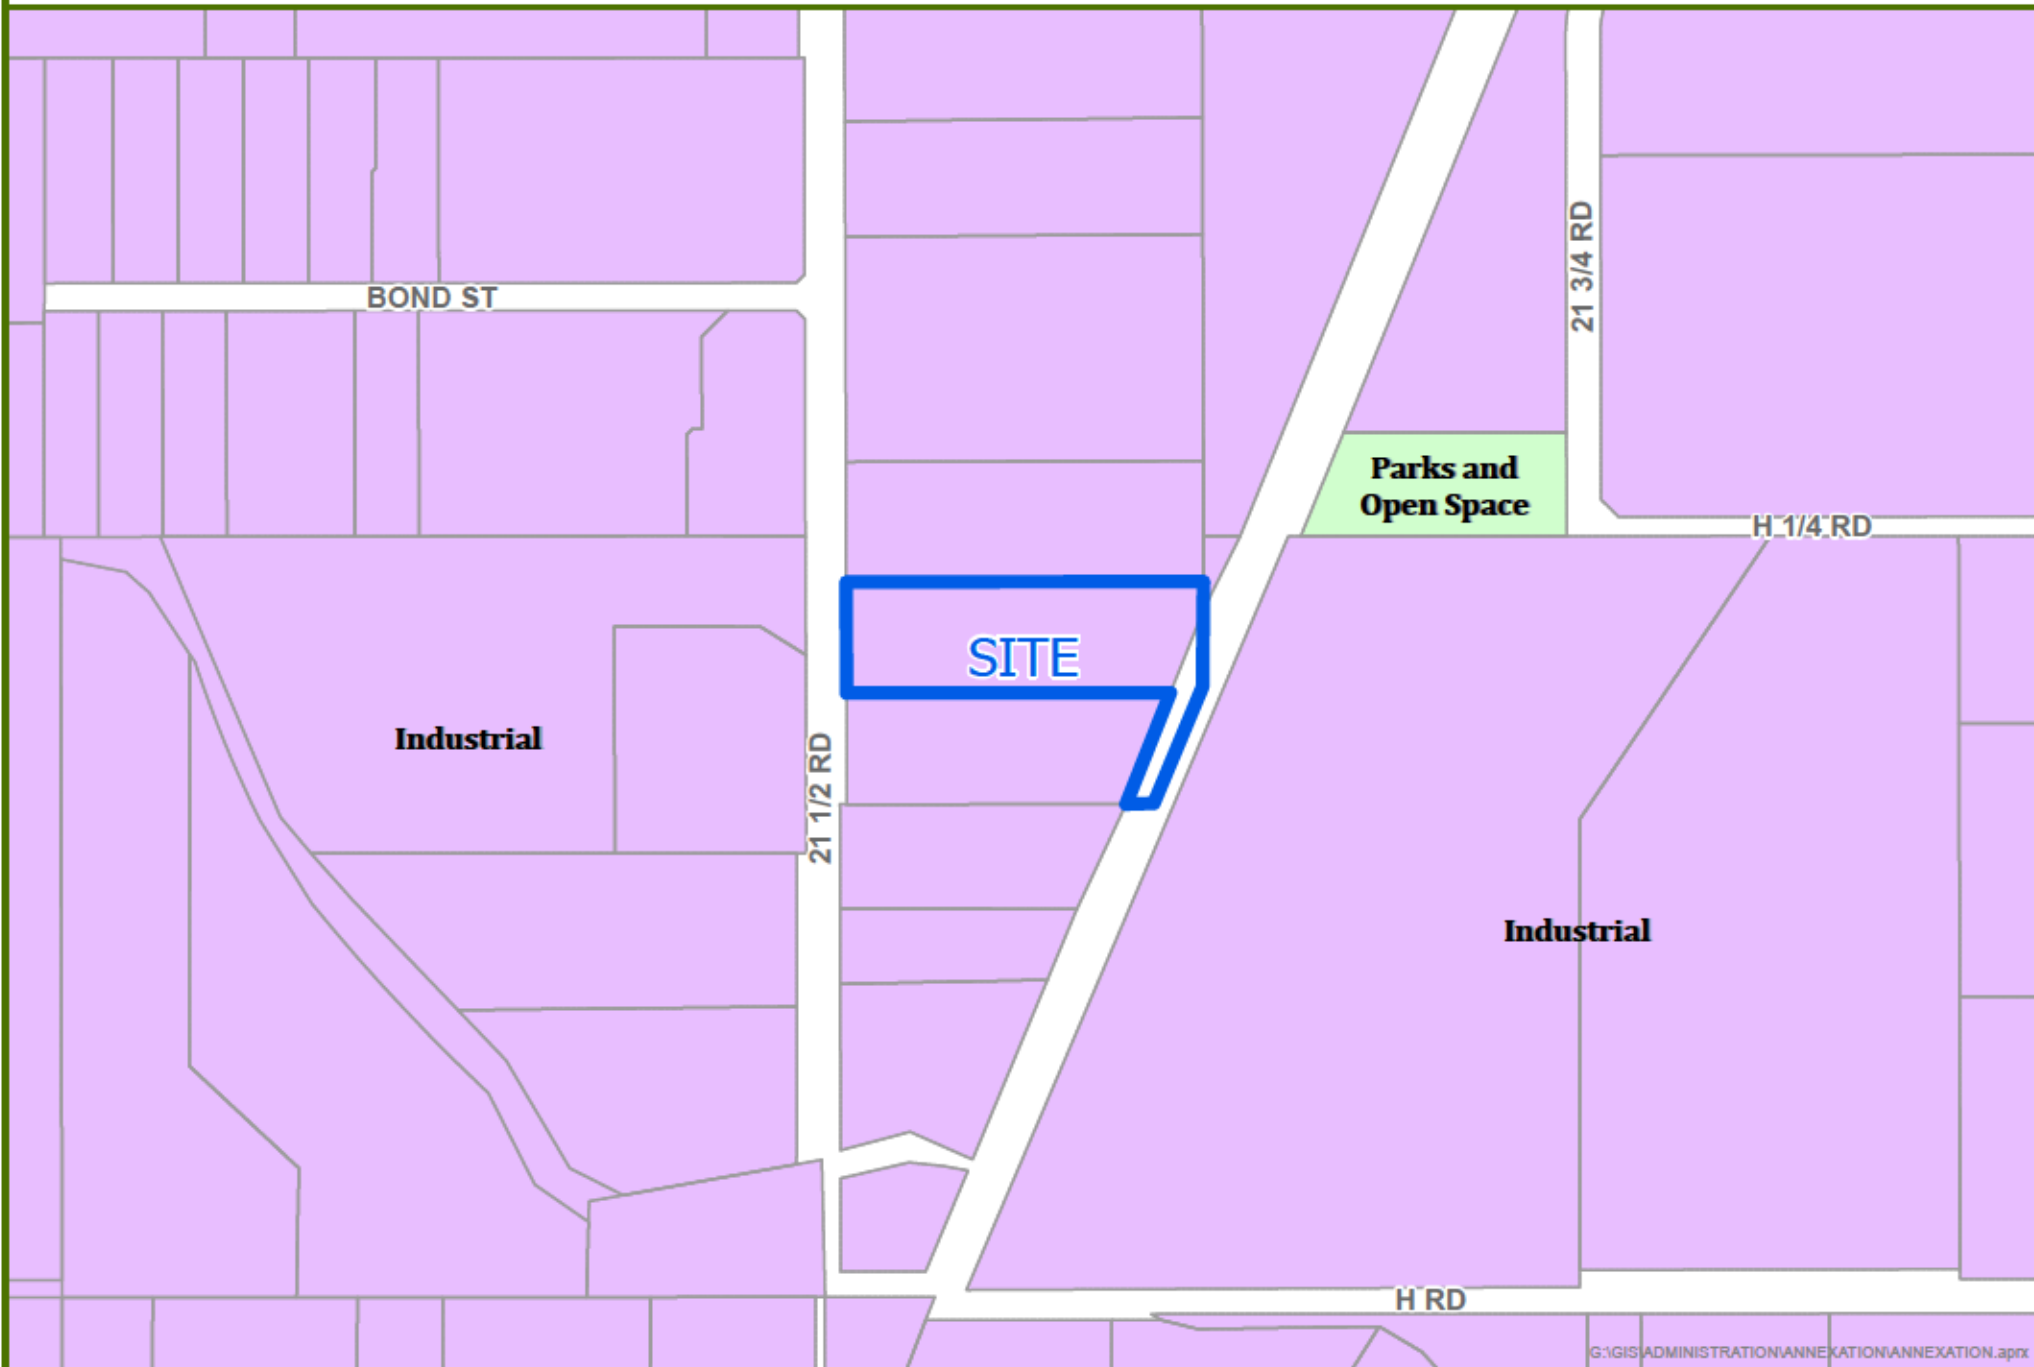 21 3/4 RD
BOND ST
Parks and
Open Space
H 1/4 RD
SITE
Industrial
21 1/2 RD
Industrial
H RD
G:\GIS\ADMINISTRATION\ANNEXATION\ANNEXATION.aprx